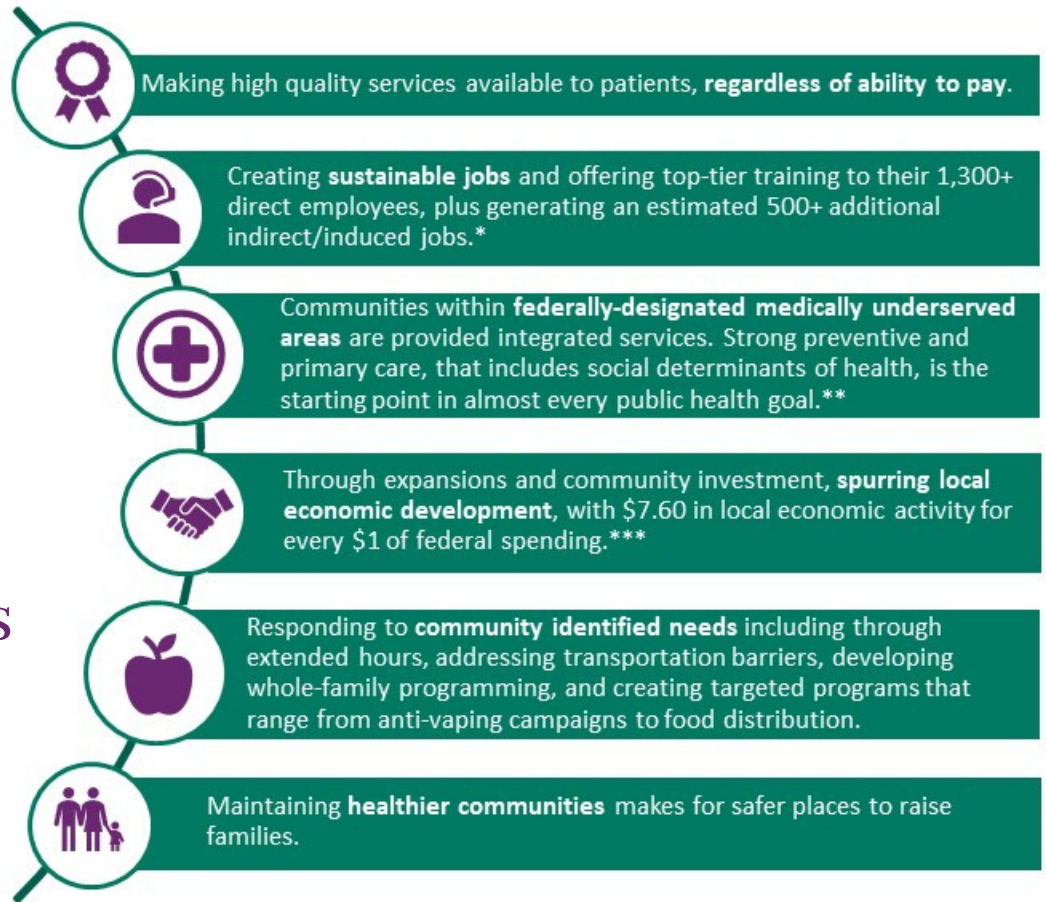 Making high quality services available to patients, regardless of ability to pay.
Creating sustainable jobs and offering top-tier training to their 1,300+
direct employees, plus generating an estimated 500+ additional
indirect/induced jobs.*
Communities within federally-designated medically underserved
areas are provided integrated services. Strong preventive and
primary care, that includes social determinants of health, is the
starting point in almost every public health goal.**
Through expansions and community investment, spurring local
economic development, with $7.60 in local economic activity for
every $1 of federal spending.***
s
Responding to community identified needs including through
extended hours, addressing transportation barriers, developing
whole-family programming, and creating targeted programs that
range from anti-vaping campaigns to food distribution.
Maintaining healthier communities makes for safer places to raise
families.